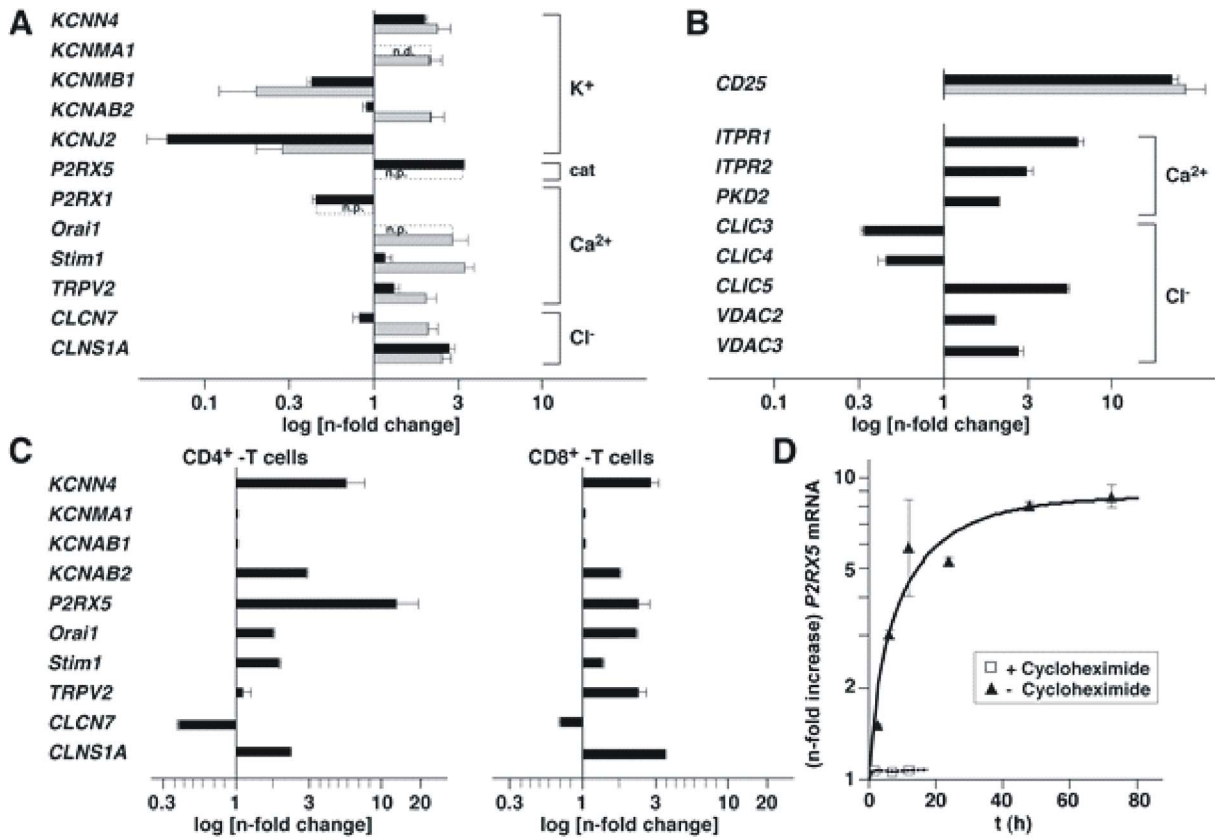 A
KCNN4
KCNMA1
n.d.
KCNMB1
K+
KCNAB2
KCNJ2
P2RX5
n.p.
cat
P2RX1
n.p.
Orai1
n.p.
Stim1
Ca2+
TRPV2
CLCN7
Cl-
CLNS1A
0.1 0.3 1 3 10
log [n-fold change]
B
CD25
ITPR1
ITPR2
Ca2+
PKD2
CLIC3
CLIC4
CLIC5
Cl-
VDAC2
VDAC3
0.1 0.3 1 3 10
log [n-fold change]
C
CD4+ -T cells CD8+ -T cells
KCNN4
KCNMA1
KCNAB1
KCNAB2
P2RX5
Orai1
Stim1
TRPV2
CLCN7
CLNS1A
0.3 1 3 10 20 0.3 1 3 10 20
log [n-fold change] log [n-fold change]
D
(n-fold increase) P2RX5 mRNA
10
5
2
1
+ Cycloheximide
- Cycloheximide
0 20 40 60 80
t (h)